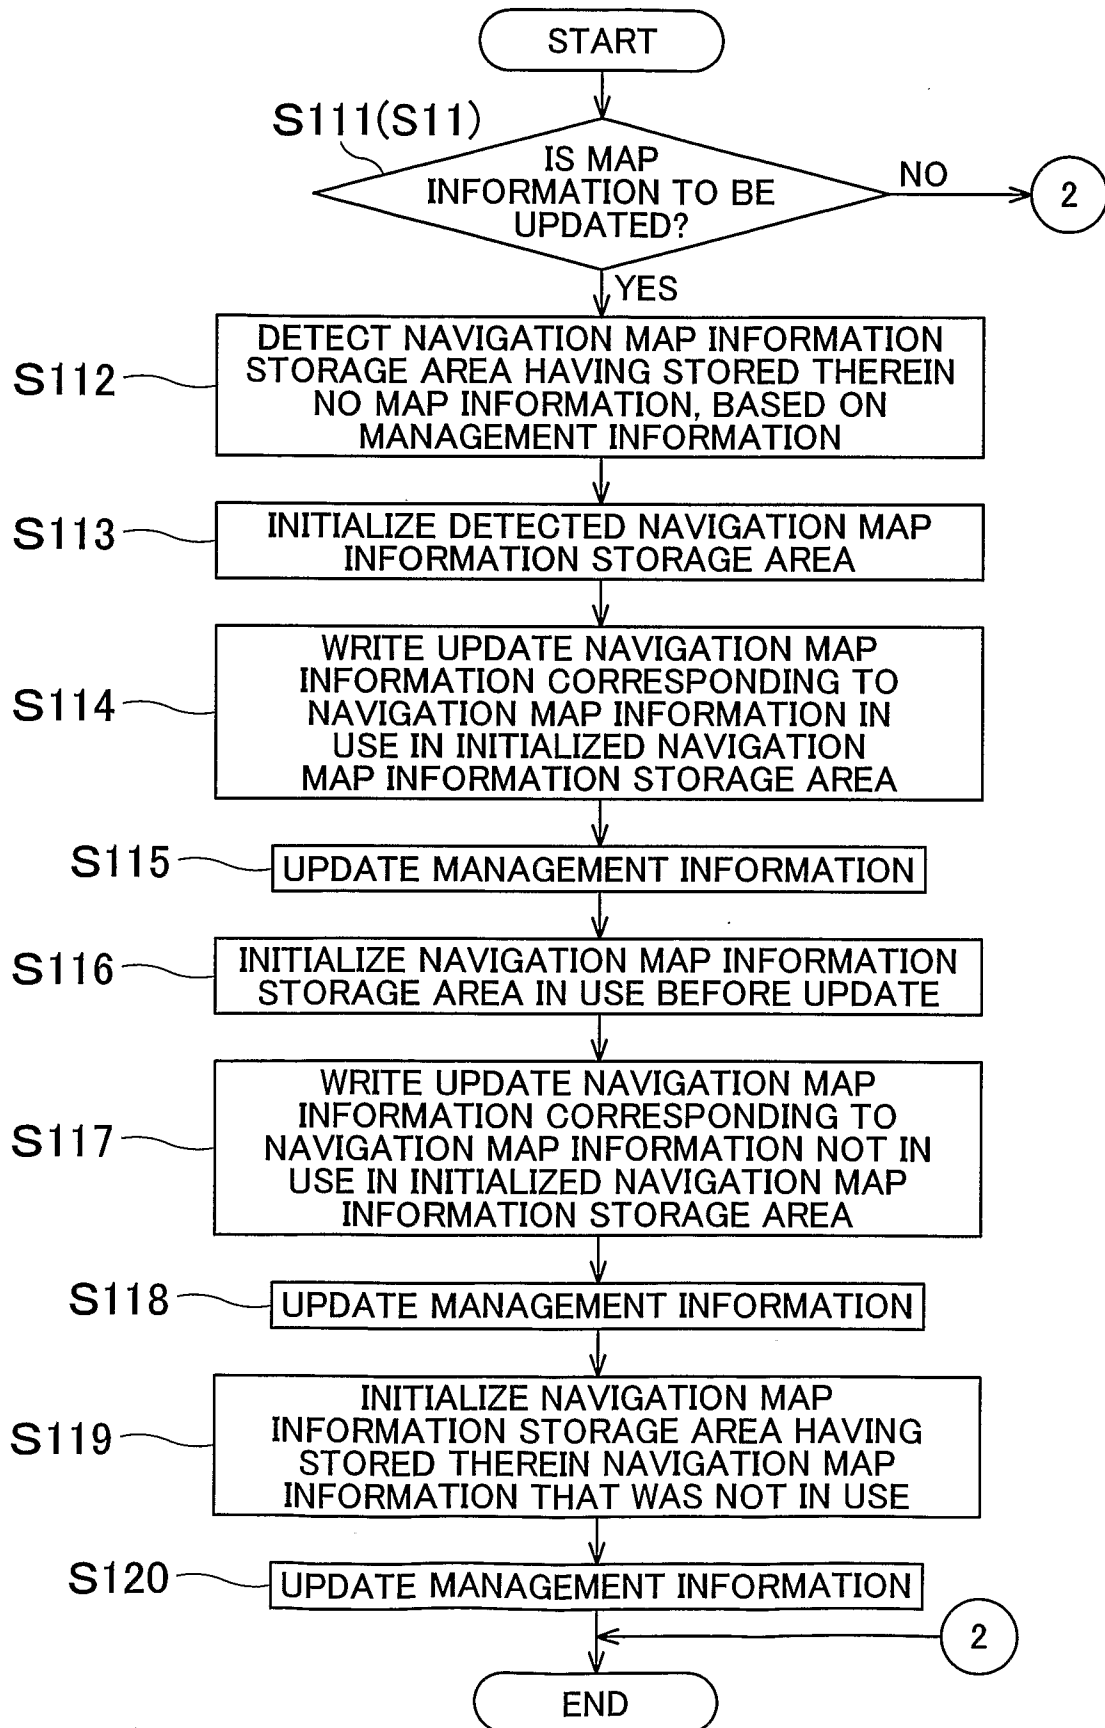 START
S111(S11)
IS MAP
INFORMATION TO BE
UPDATED?
NO
2
YES
S112
DETECT NAVIGATION MAP INFORMATION
STORAGE AREA HAVING STORED THEREIN
NO MAP INFORMATION, BASED ON
MANAGEMENT INFORMATION
S113
INITIALIZE DETECTED NAVIGATION MAP
INFORMATION STORAGE AREA
S114
WRITE UPDATE NAVIGATION MAP
INFORMATION CORRESPONDING TO
NAVIGATION MAP INFORMATION IN
USE IN INITIALIZED NAVIGATION
MAP INFORMATION STORAGE AREA
S115
UPDATE MANAGEMENT INFORMATION
S116
INITIALIZE NAVIGATION MAP INFORMATION
STORAGE AREA IN USE BEFORE UPDATE
S117
WRITE UPDATE NAVIGATION MAP
INFORMATION CORRESPONDING TO
NAVIGATION MAP INFORMATION NOT IN
USE IN INITIALIZED NAVIGATION MAP
INFORMATION STORAGE AREA
S118
UPDATE MANAGEMENT INFORMATION
S119
INITIALIZE NAVIGATION MAP
INFORMATION STORAGE AREA HAVING
STORED THEREIN NAVIGATION MAP
INFORMATION THAT WAS NOT IN USE
S120
UPDATE MANAGEMENT INFORMATION
2
END